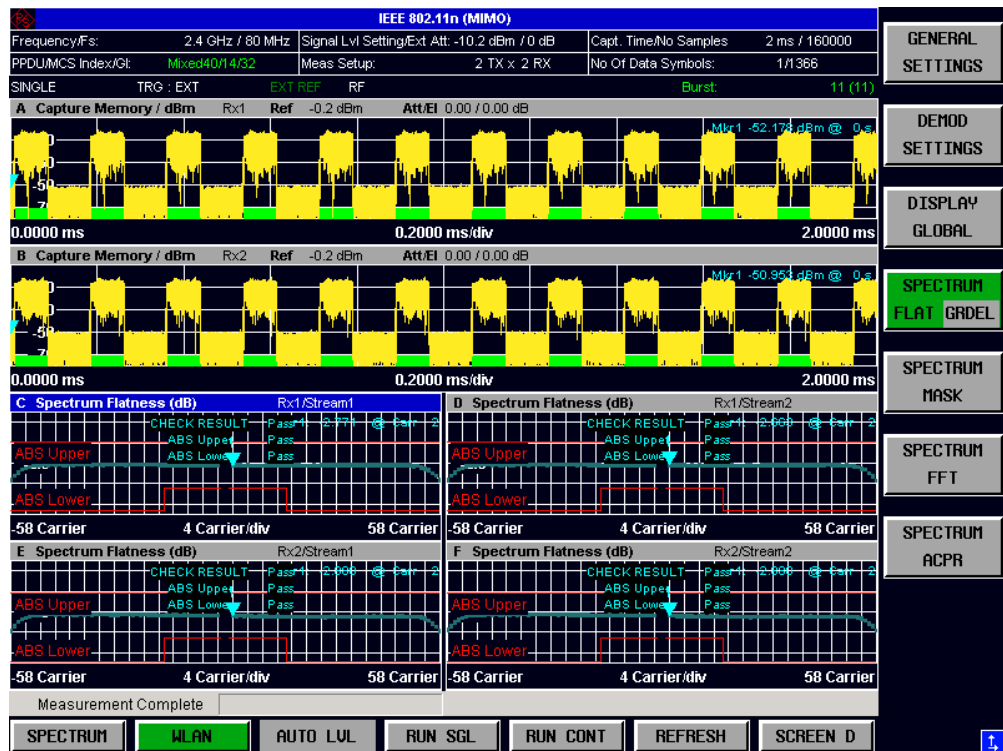 IEEE 802.11n (MIMO)
Frequency/Fs: 2.4 GHz / 80 MHz Signal Lvl Setting/Ext Att: -10.2 dBm / 0 dB Capt. Time/No Samples 2 ms / 160000
PPDU/MCS Index/GI: Mixed40/14/32 Meas Setup: 2 TX x 2 RX No Of Data Symbols: 1/1366
SINGLE TRG : EXT EXT REF RF Burst: 11 (11)
A Capture Memory / dBm Rx1 Ref -0.2 dBm Att/El 0.00 / 0.00 dB
Mkr1 -52.178 dBm @ 0 s
-50
0.0000 ms 0.2000 ms/div 2.0000 ms
B Capture Memory / dBm Rx2 Ref -0.2 dBm Att/El 0.00 / 0.00 dB
Mkr1 -50.953 dBm @ 0 s
-50
0.0000 ms 0.2000 ms/div 2.0000 ms
C Spectrum Flatness (dB) Rx1/Stream1
CHECK RESULT Pass @ Carr 2
ABS Upper Pass
ABS Upper
ABS Lower Pass
ABS Lower
-58 Carrier 4 Carrier/div 58 Carrier
D Spectrum Flatness (dB) Rx1/Stream2
CHECK RESULT Pass @ Carr 2
ABS Upper Pass
ABS Upper
ABS Lower Pass
ABS Lower
-58 Carrier 4 Carrier/div 58 Carrier
E Spectrum Flatness (dB) Rx2/Stream1
CHECK RESULT Pass @ Carr 2
ABS Upper Pass
ABS Upper
ABS Lower Pass
ABS Lower
-58 Carrier 4 Carrier/div 58 Carrier
F Spectrum Flatness (dB) Rx2/Stream2
CHECK RESULT Pass @ Carr 2
ABS Upper Pass
ABS Upper
ABS Lower Pass
ABS Lower
-58 Carrier 4 Carrier/div 58 Carrier
Measurement Complete
SPECTRUM WLAN AUTO LVL RUN SGL RUN CONT REFRESH SCREEN D
GENERAL
SETTINGS
DEMOD
SETTINGS
DISPLAY
GLOBAL
SPECTRUM
FLAT GRDEL
SPECTRUM
MASK
SPECTRUM
FFT
SPECTRUM
ACPR